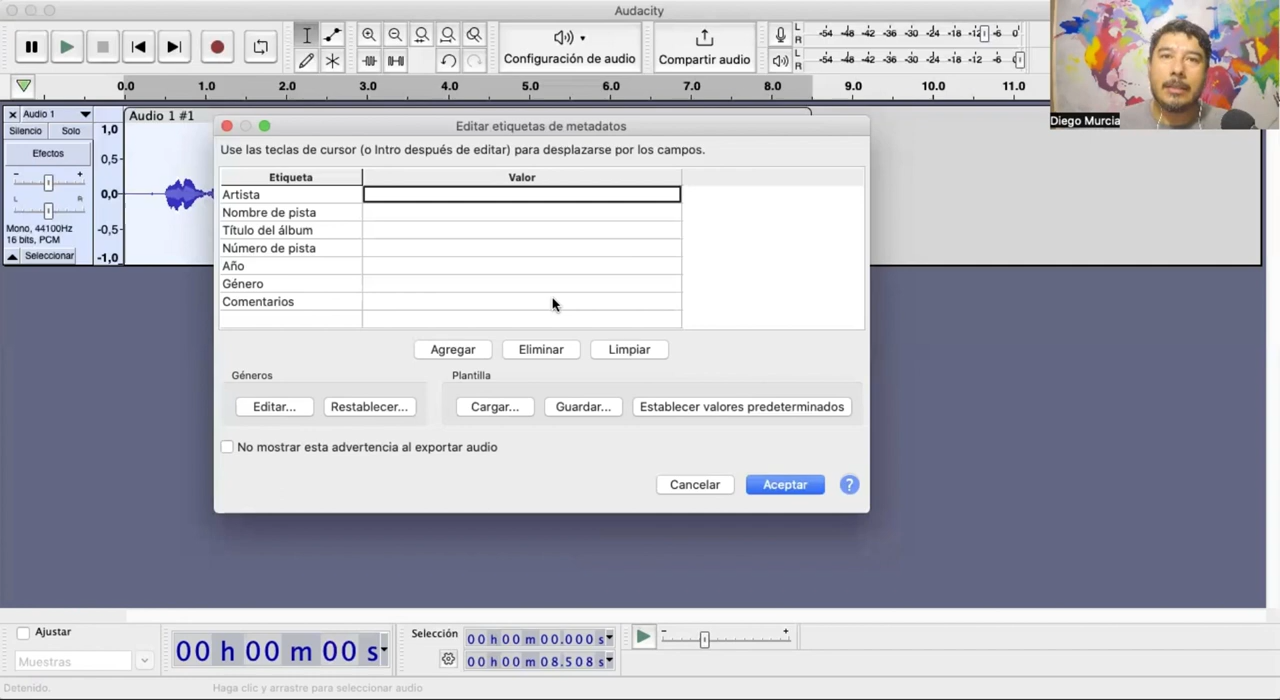 Audacity
-54 -48 -42 -36 -30 -24 -18 -12 -6 0
L
R
Configuración de audio
Compartir audio
L
R
-54 -48 -42 -36 -30 -24 -18 -12 -6 0
0.0 1.0 2.0 3.0 4.0 5.0 6.0 7.0 8.0 9.0 10.0 11.0
Diego Murcia
Audio 1
Audio 1 #1
Silencio Solo
Efectos
- +
L R
Mono, 44100Hz
16 bits, PCM
Seleccionar
1,0
0,5
0,0
-0,5
-1,0
Editar etiquetas de metadatos
Use las teclas de cursor (o Intro después de editar) para desplazarse por los campos.
Etiqueta Valor
Artista
Nombre de pista
Título del álbum
Número de pista
Año
Género
Comentarios
Agregar Eliminar Limpiar
Géneros
Editar... Restablecer...
Plantilla
Cargar... Guardar... Establecer valores predeterminados
No mostrar esta advertencia al exportar audio
Cancelar Aceptar ?
Ajustar
Muestras
00 h 00 m 00 s
Selección
00 h 00 m 00.000 s
00 h 00 m 08.508 s
- +
Detenido.
Haga clic y arrastre para seleccionar audio